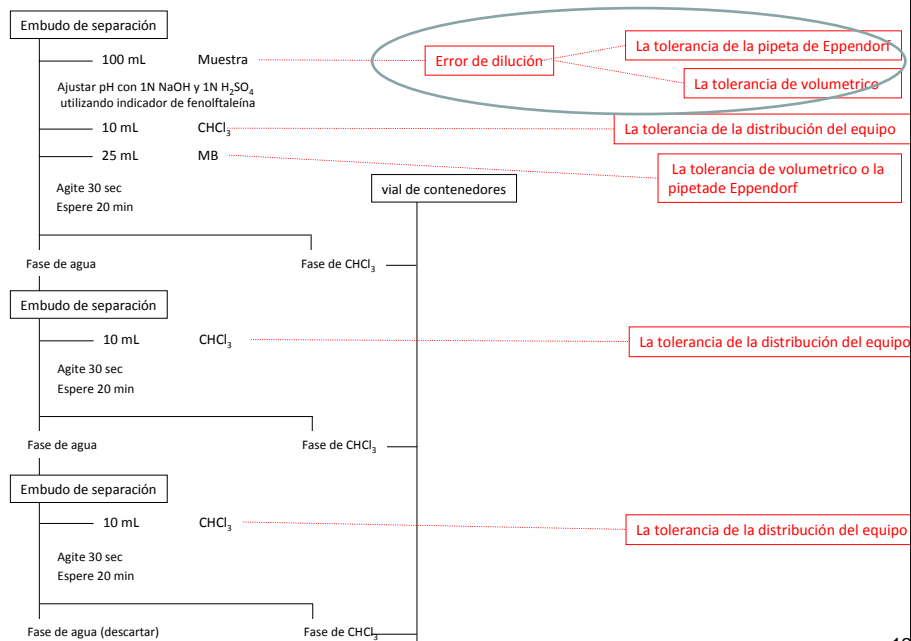 Embudo de separación
100 mL Muestra
Error de dilución
La tolerancia de la pipeta de Eppendorf
La tolerancia de volumetrico
Ajustar pH con 1N NaOH y 1N H₂SO₄
utilizando indicador de fenolftaleína
10 mL CHCl₃
La tolerancia de la distribución del equipo
25 mL MB
La tolerancia de volumetrico o la
pipetade Eppendorf
Agite 30 sec
Espere 20 min
vial de contenedores
Fase de agua
Fase de CHCl₃
Embudo de separación
10 mL CHCl₃
La tolerancia de la distribución del equipo
Agite 30 sec
Espere 20 min
Fase de agua
Fase de CHCl₃
Embudo de separación
10 mL CHCl₃
La tolerancia de la distribución del equipo
Agite 30 sec
Espere 20 min
Fase de agua (descartar)
Fase de CHCl₃